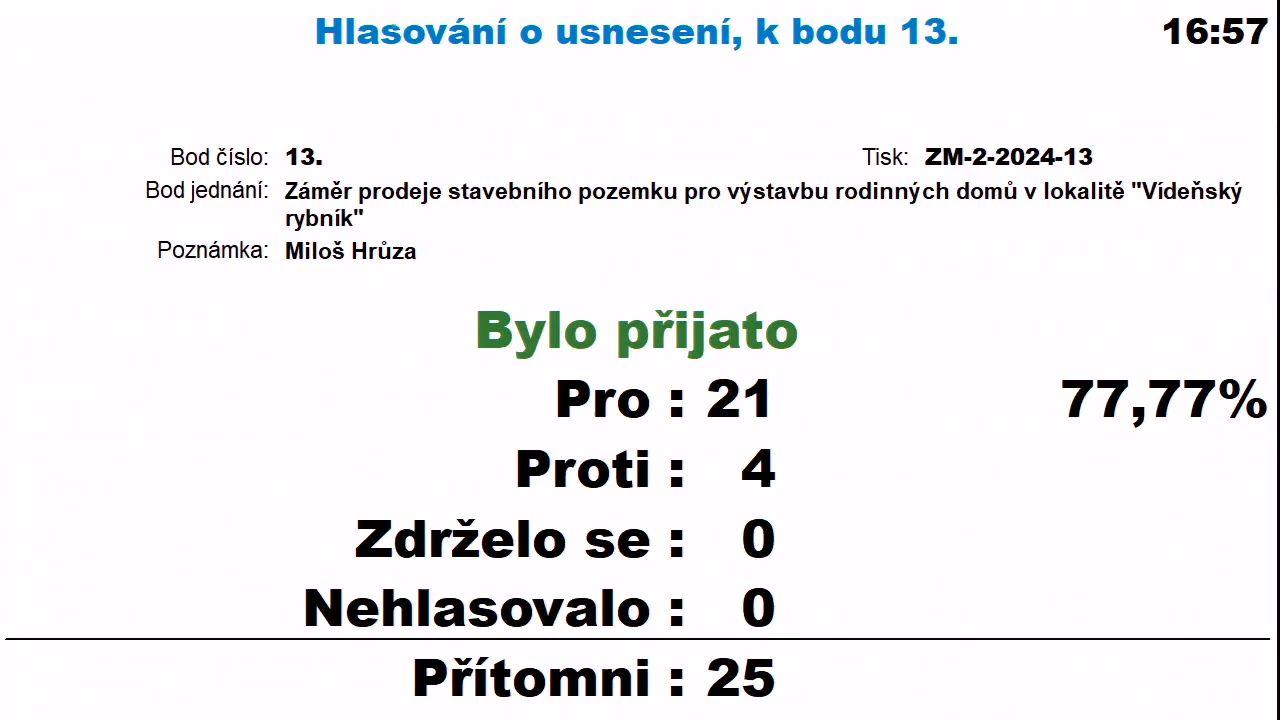 Hlasování o usnesení, k bodu 13. 16:57
Bod číslo: 13. Tisk: ZM-2-2024-13
Bod jednání: Záměr prodeje stavebního pozemku pro výstavbu rodinných domů v lokalitě "Vídeňský
rybník"
Poznámka: Miloš Hrůza
Bylo přijato
Pro : 21 77,77%
Proti : 4
Zdrželo se : 0
Nehlasovalo : 0
Přítomni : 25